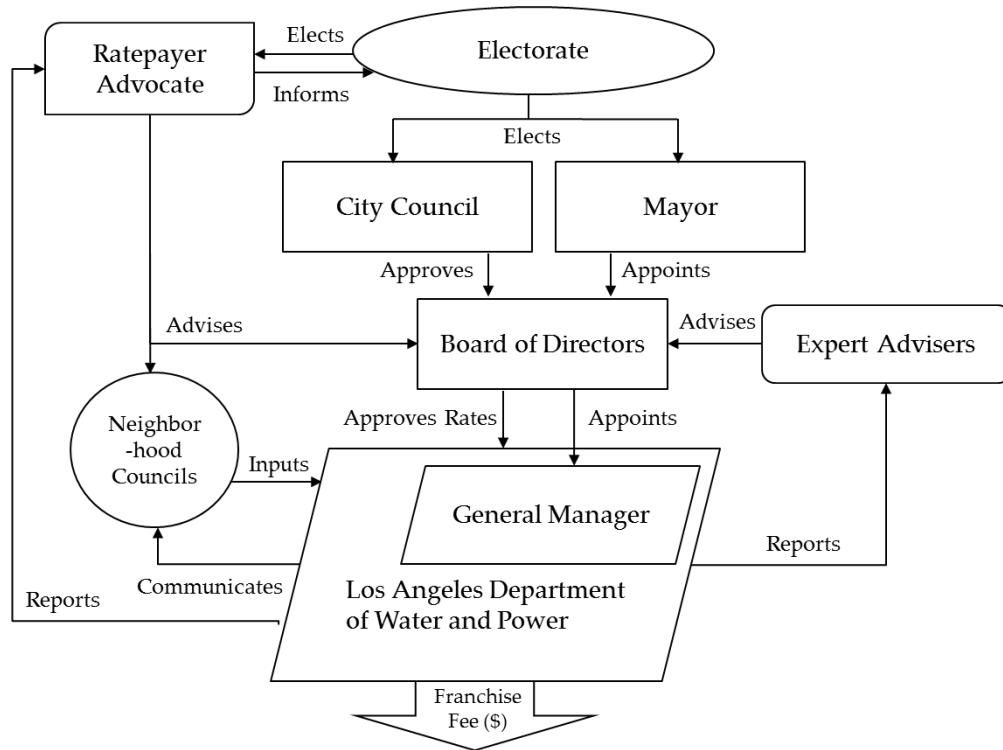 Ratepayer
Advocate
Elects
Informs
Electorate
Elects
City Council
Mayor
Approves
Appoints
Advises
Board of Directors
Advises
Expert Advisers
Approves Rates
Appoints
Neighbor
-hood
Councils
Inputs
General Manager
Communicates
Reports
Reports
Los Angeles Department
of Water and Power
Franchise
Fee ($)